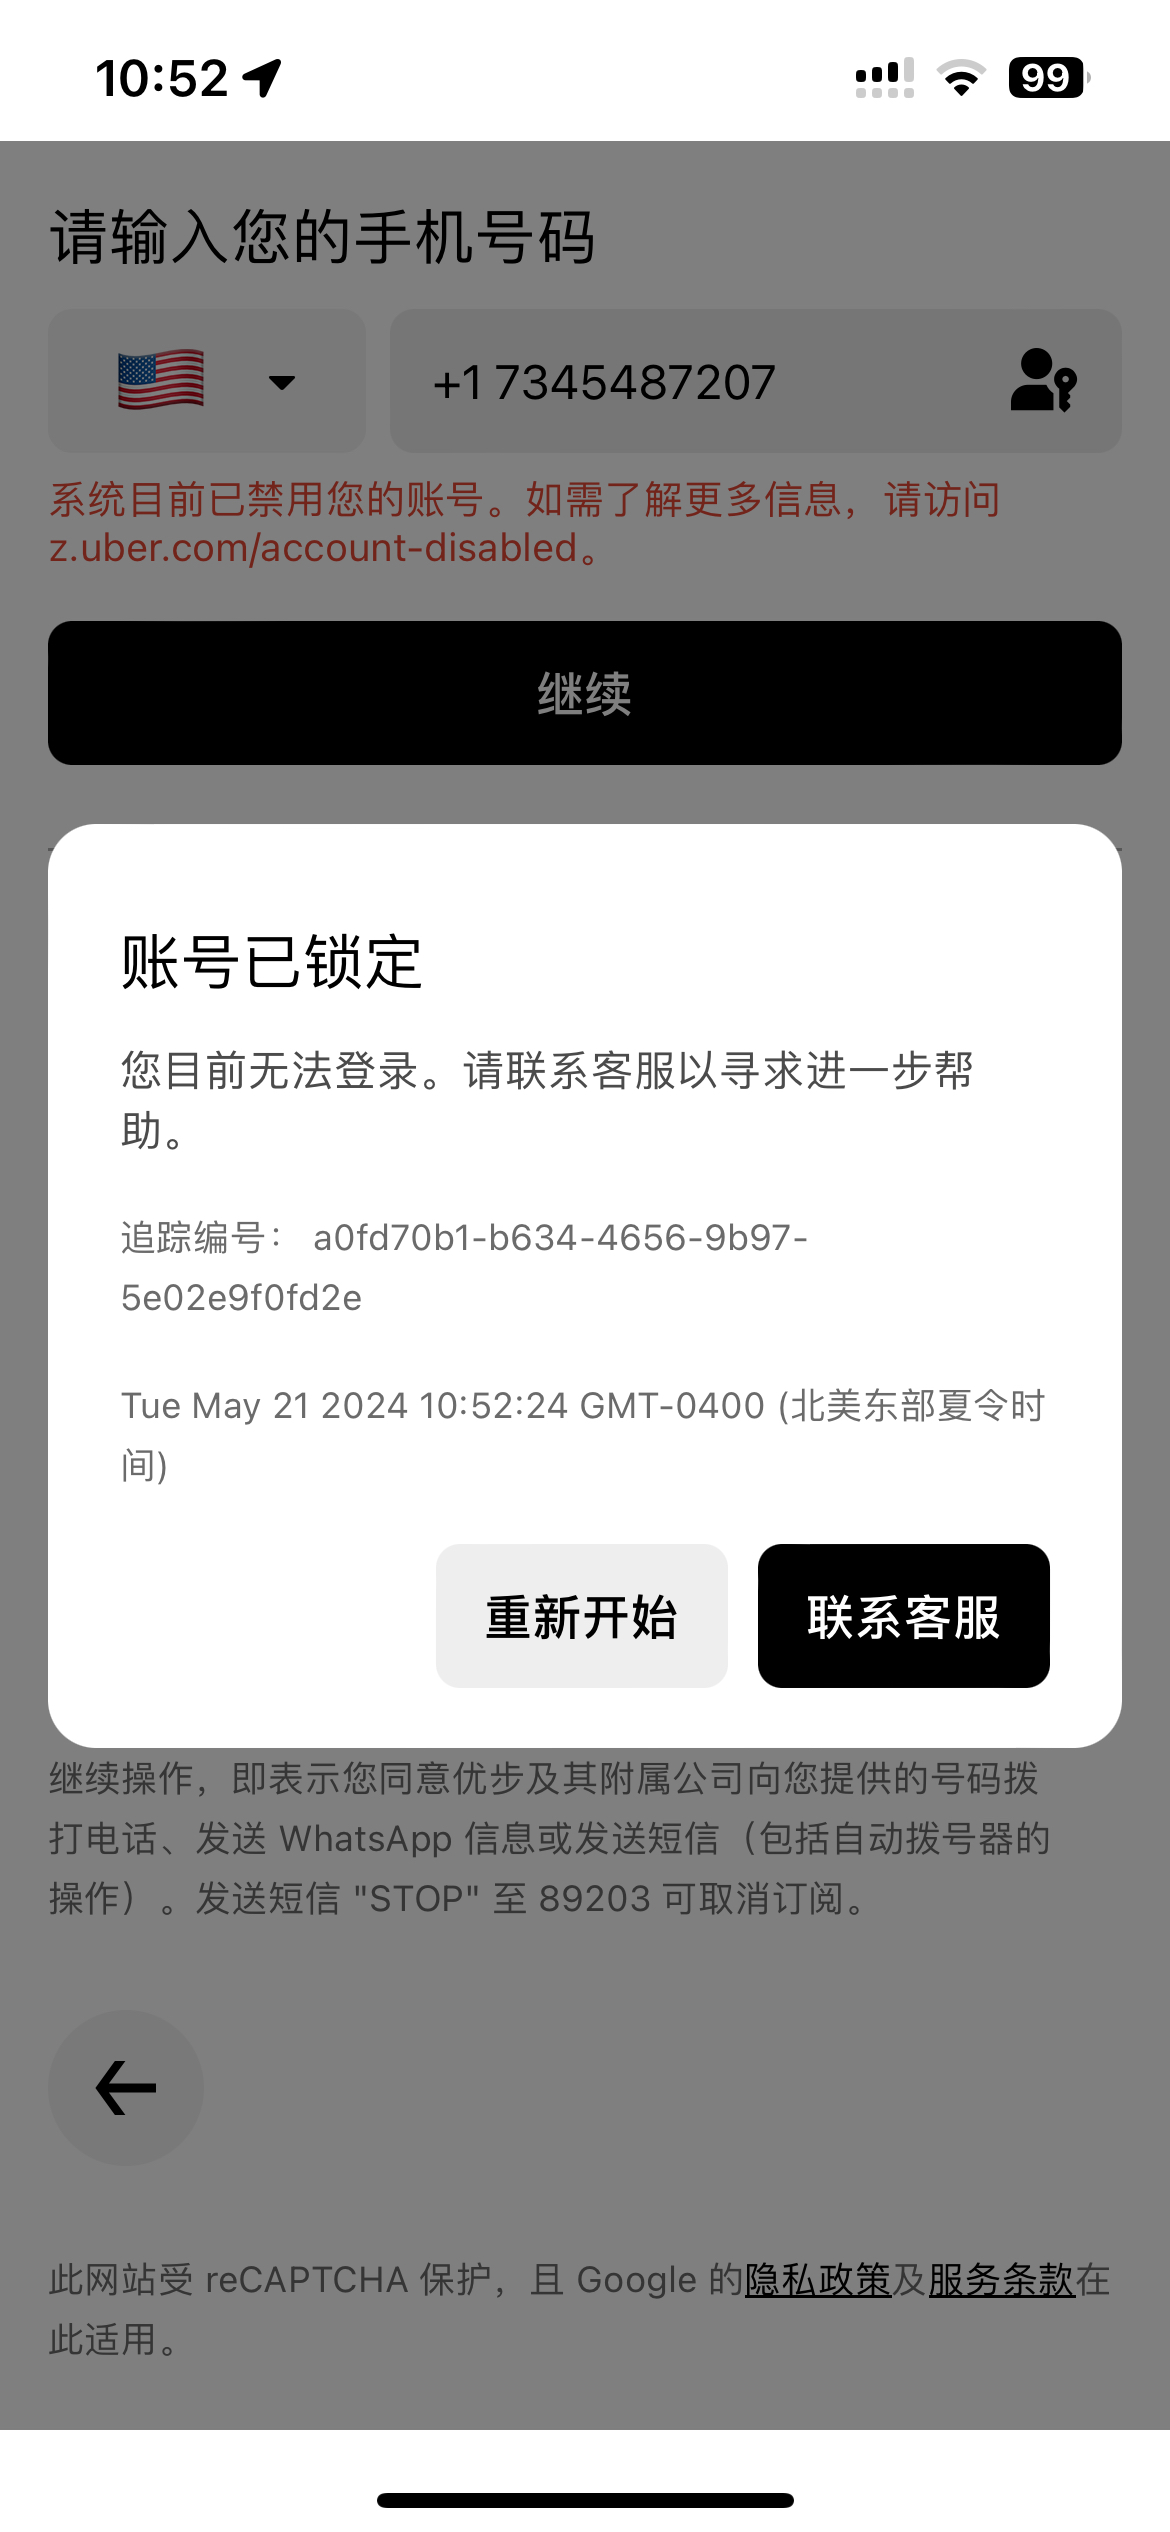 10:52
99
请输入您的手机号码
+1 7345487207
系统目前已禁用您的账号。如需了解更多信息，请访问
z.uber.com/account-disabled。
继续
账号已锁定
您目前无法登录。请联系客服以寻求进一步帮
助。
追踪编号： a0fd70b1-b634-4656-9b97-
5e02e9f0fd2e
Tue May 21 2024 10:52:24 GMT-0400 (北美东部夏令时
间)
重新开始
联系客服
继续操作，即表示您同意优步及其附属公司向您提供的号码拨
打电话、发送 WhatsApp 信息或发送短信（包括自动拨号器的
操作）。发送短信 "STOP" 至 89203 可取消订阅。
此网站受 reCAPTCHA 保护，且 Google 的隐私政策及服务条款在
此适用。